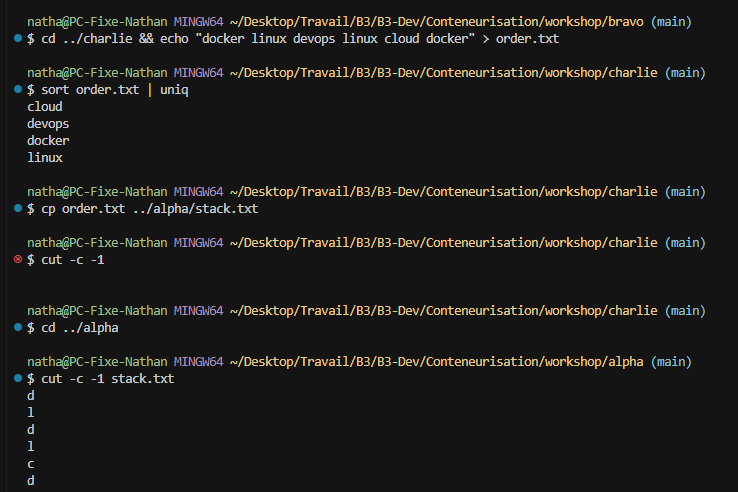 natha@PC-Fixe-Nathan MINGW64 ~/Desktop/Travail/B3/B3-Dev/Conteneurisation/workshop/bravo (main)
$ cd ../charlie && echo "docker linux devops linux cloud docker" > order.txt
natha@PC-Fixe-Nathan MINGW64 ~/Desktop/Travail/B3/B3-Dev/Conteneurisation/workshop/charlie (main)
$ sort order.txt | uniq
cloud
devops
docker
linux
natha@PC-Fixe-Nathan MINGW64 ~/Desktop/Travail/B3/B3-Dev/Conteneurisation/workshop/charlie (main)
$ cp order.txt ../alpha/stack.txt
natha@PC-Fixe-Nathan MINGW64 ~/Desktop/Travail/B3/B3-Dev/Conteneurisation/workshop/charlie (main)
$ cut -c -1
natha@PC-Fixe-Nathan MINGW64 ~/Desktop/Travail/B3/B3-Dev/Conteneurisation/workshop/charlie (main)
$ cd ../alpha
natha@PC-Fixe-Nathan MINGW64 ~/Desktop/Travail/B3/B3-Dev/Conteneurisation/workshop/alpha (main)
$ cut -c -1 stack.txt
d
l
d
l
c
d